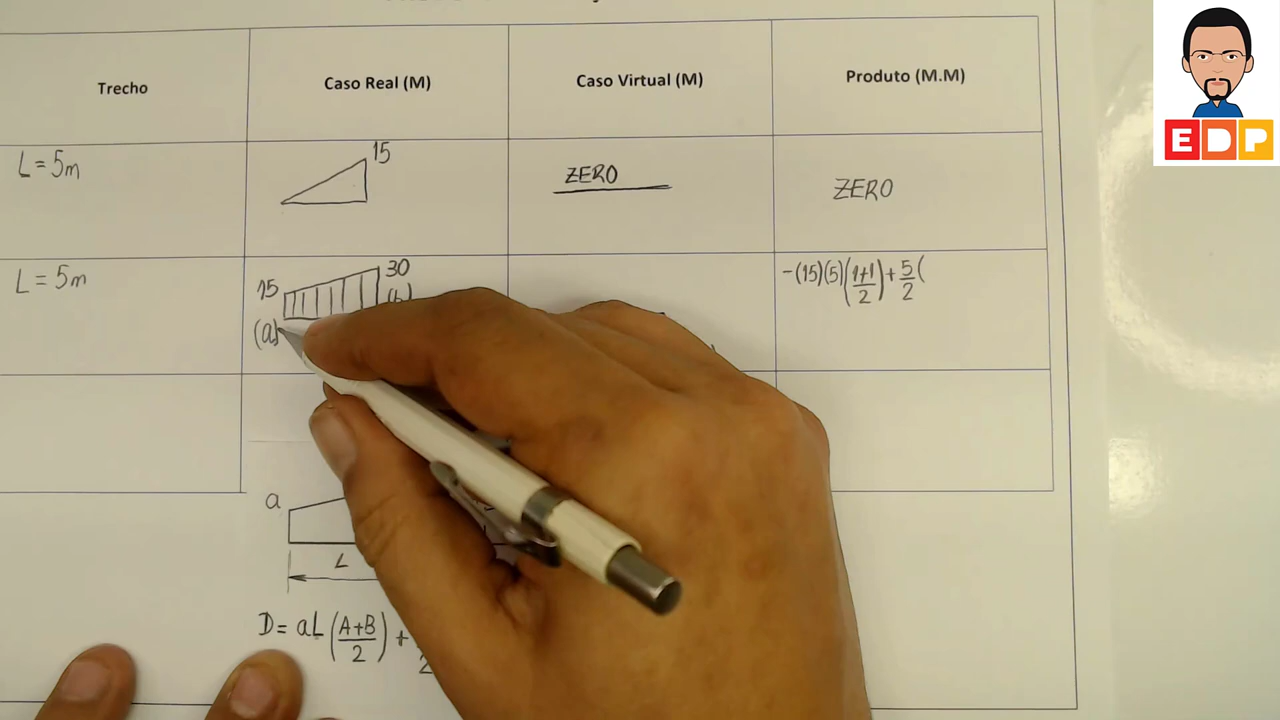 Trecho
Caso Real (M)
Caso Virtual (M)
Produto (M.M)
L = 5m
15
ZERO
ZERO
L = 5m
15
30
(a)
(b)
-(15)(5)(1+1/2)+5/2(
a
L
D= aL (A+B/2) +
2
EDP